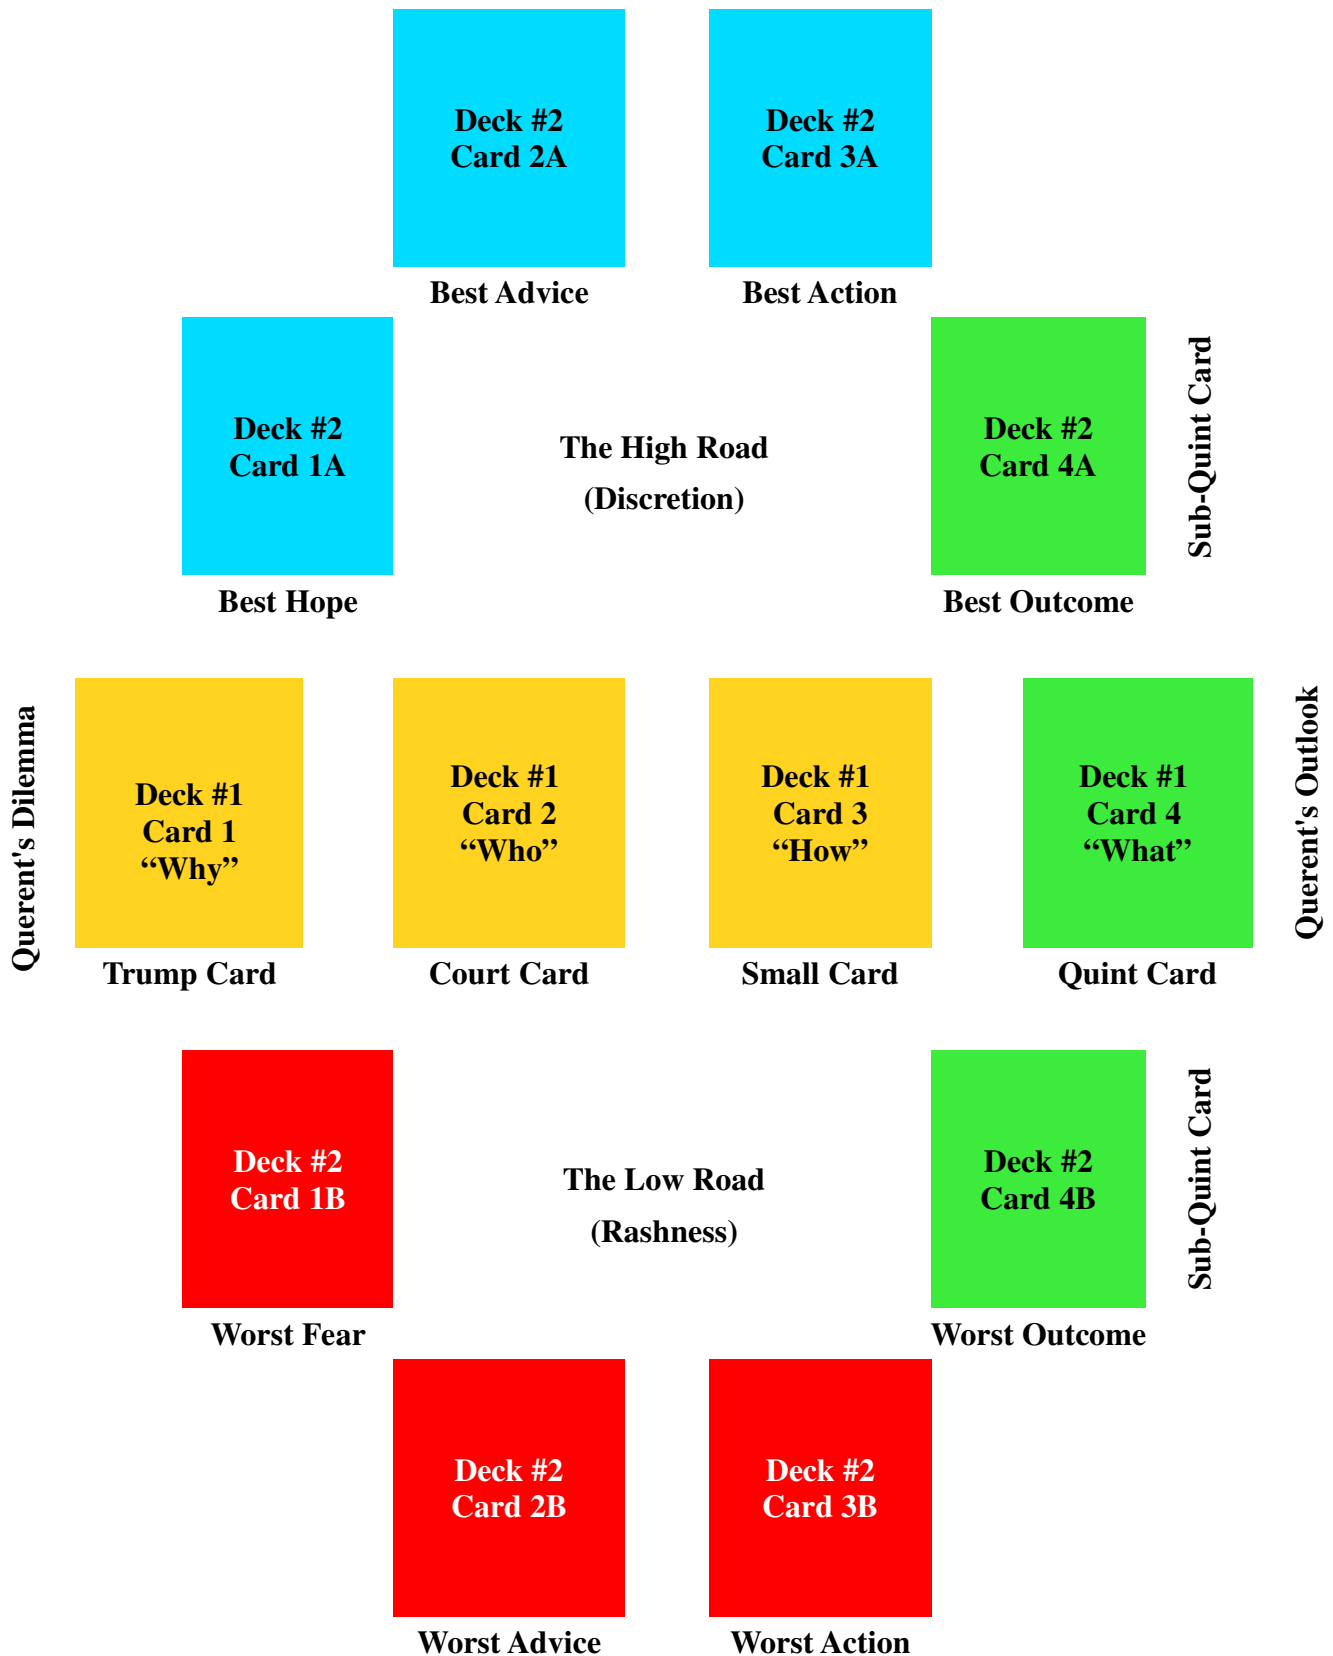 Deck #2
Card 2A
Deck #2
Card 3A
Best Advice
Best Action
Deck #2
Card 1A
The High Road
(Discretion)
Deck #2
Card 4A
Sub-Quint Card
Best Hope
Best Outcome
Querent's Dilemma
Deck #1
Card 1
“Why”
Deck #1
Card 2
“Who”
Deck #1
Card 3
“How”
Deck #1
Card 4
“What”
Querent's Outlook
Trump Card
Court Card
Small Card
Quint Card
Deck #2
Card 1B
The Low Road
(Rashness)
Deck #2
Card 4B
Sub-Quint Card
Worst Fear
Worst Outcome
Deck #2
Card 2B
Deck #2
Card 3B
Worst Advice
Worst Action